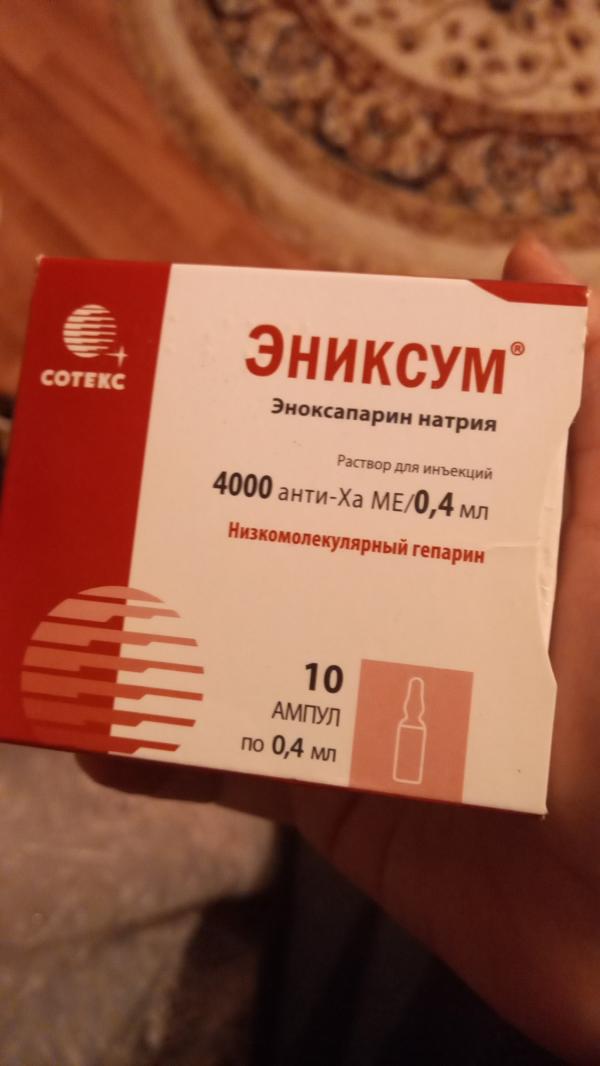 СОТЕКС
ЭНИКСУМ®
Эноксапарин натрия
Раствор для инъекций
4000 анти-Ха МЕ/0,4 мл
Низкомолекулярный гепарин
10
АМПУЛ
по 0,4 мл